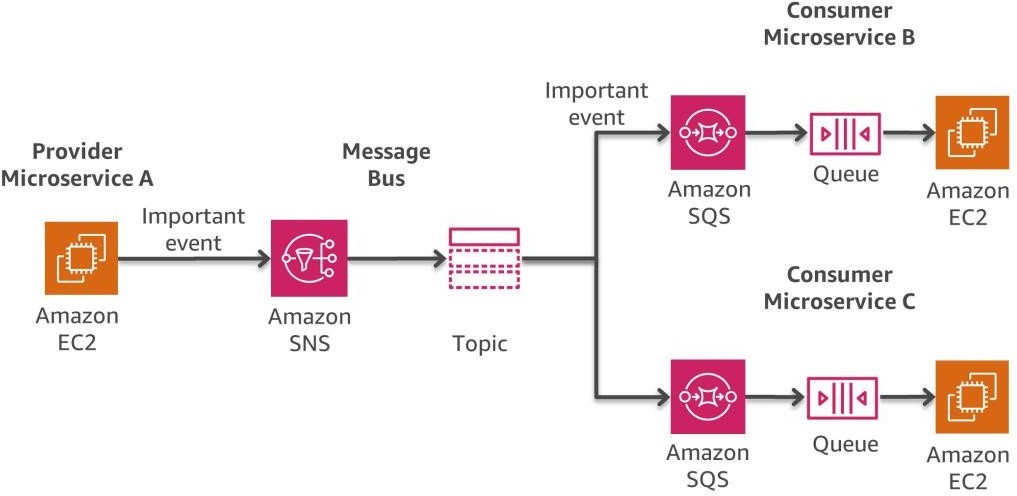 Provider
Microservice A
Important
event
Amazon
EC2
Message
Bus
Amazon
SNS
Topic
Consumer
Microservice B
Important
event
Amazon
SQS
Queue
Amazon
EC2
Consumer
Microservice C
Amazon
SQS
Queue
Amazon
EC2